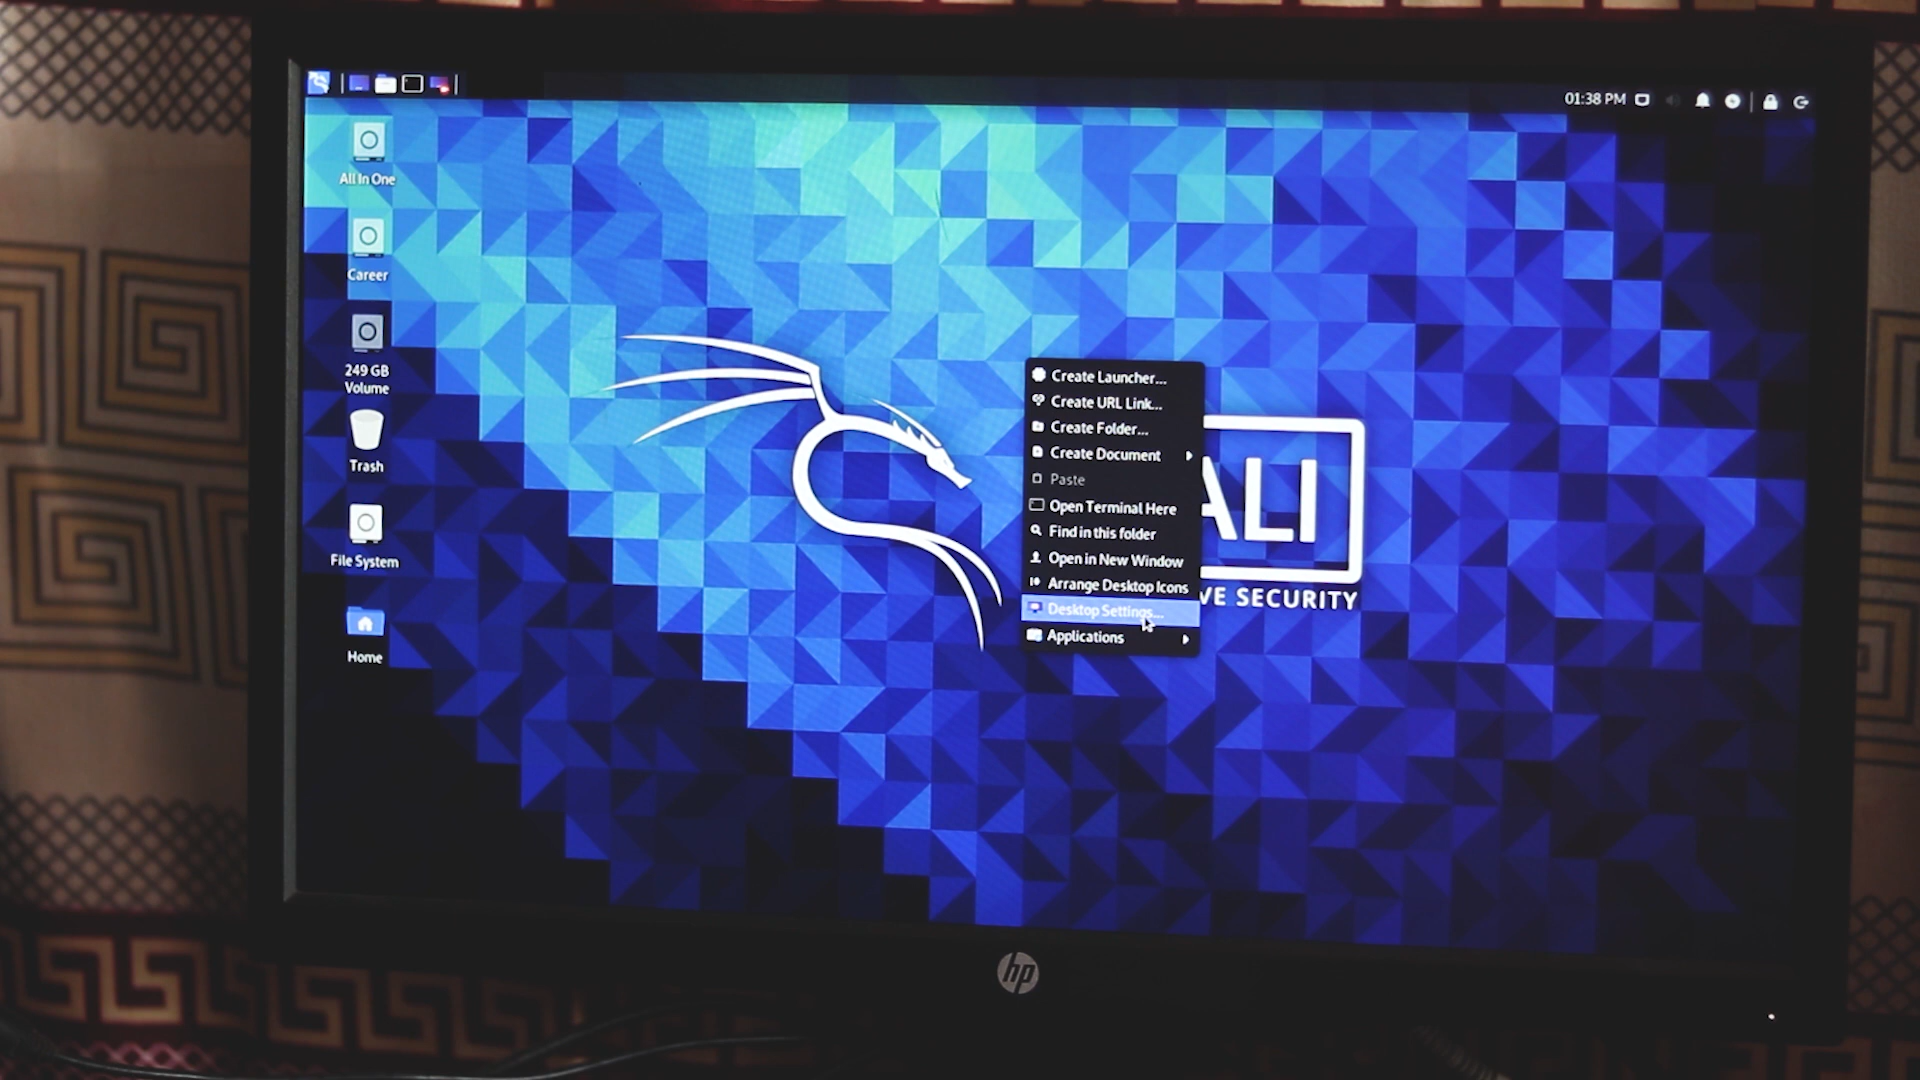 01:38 PM
All In One
Career
249 GB
Volume
Trash
File System
Home
Create Launcher...
Create URL Link...
Create Folder...
Create Document
Paste
Open Terminal Here
Find in this folder
Open in New Window
Arrange Desktop Icons
Desktop Settings...
Applications
ALI
VE SECURITY
hp